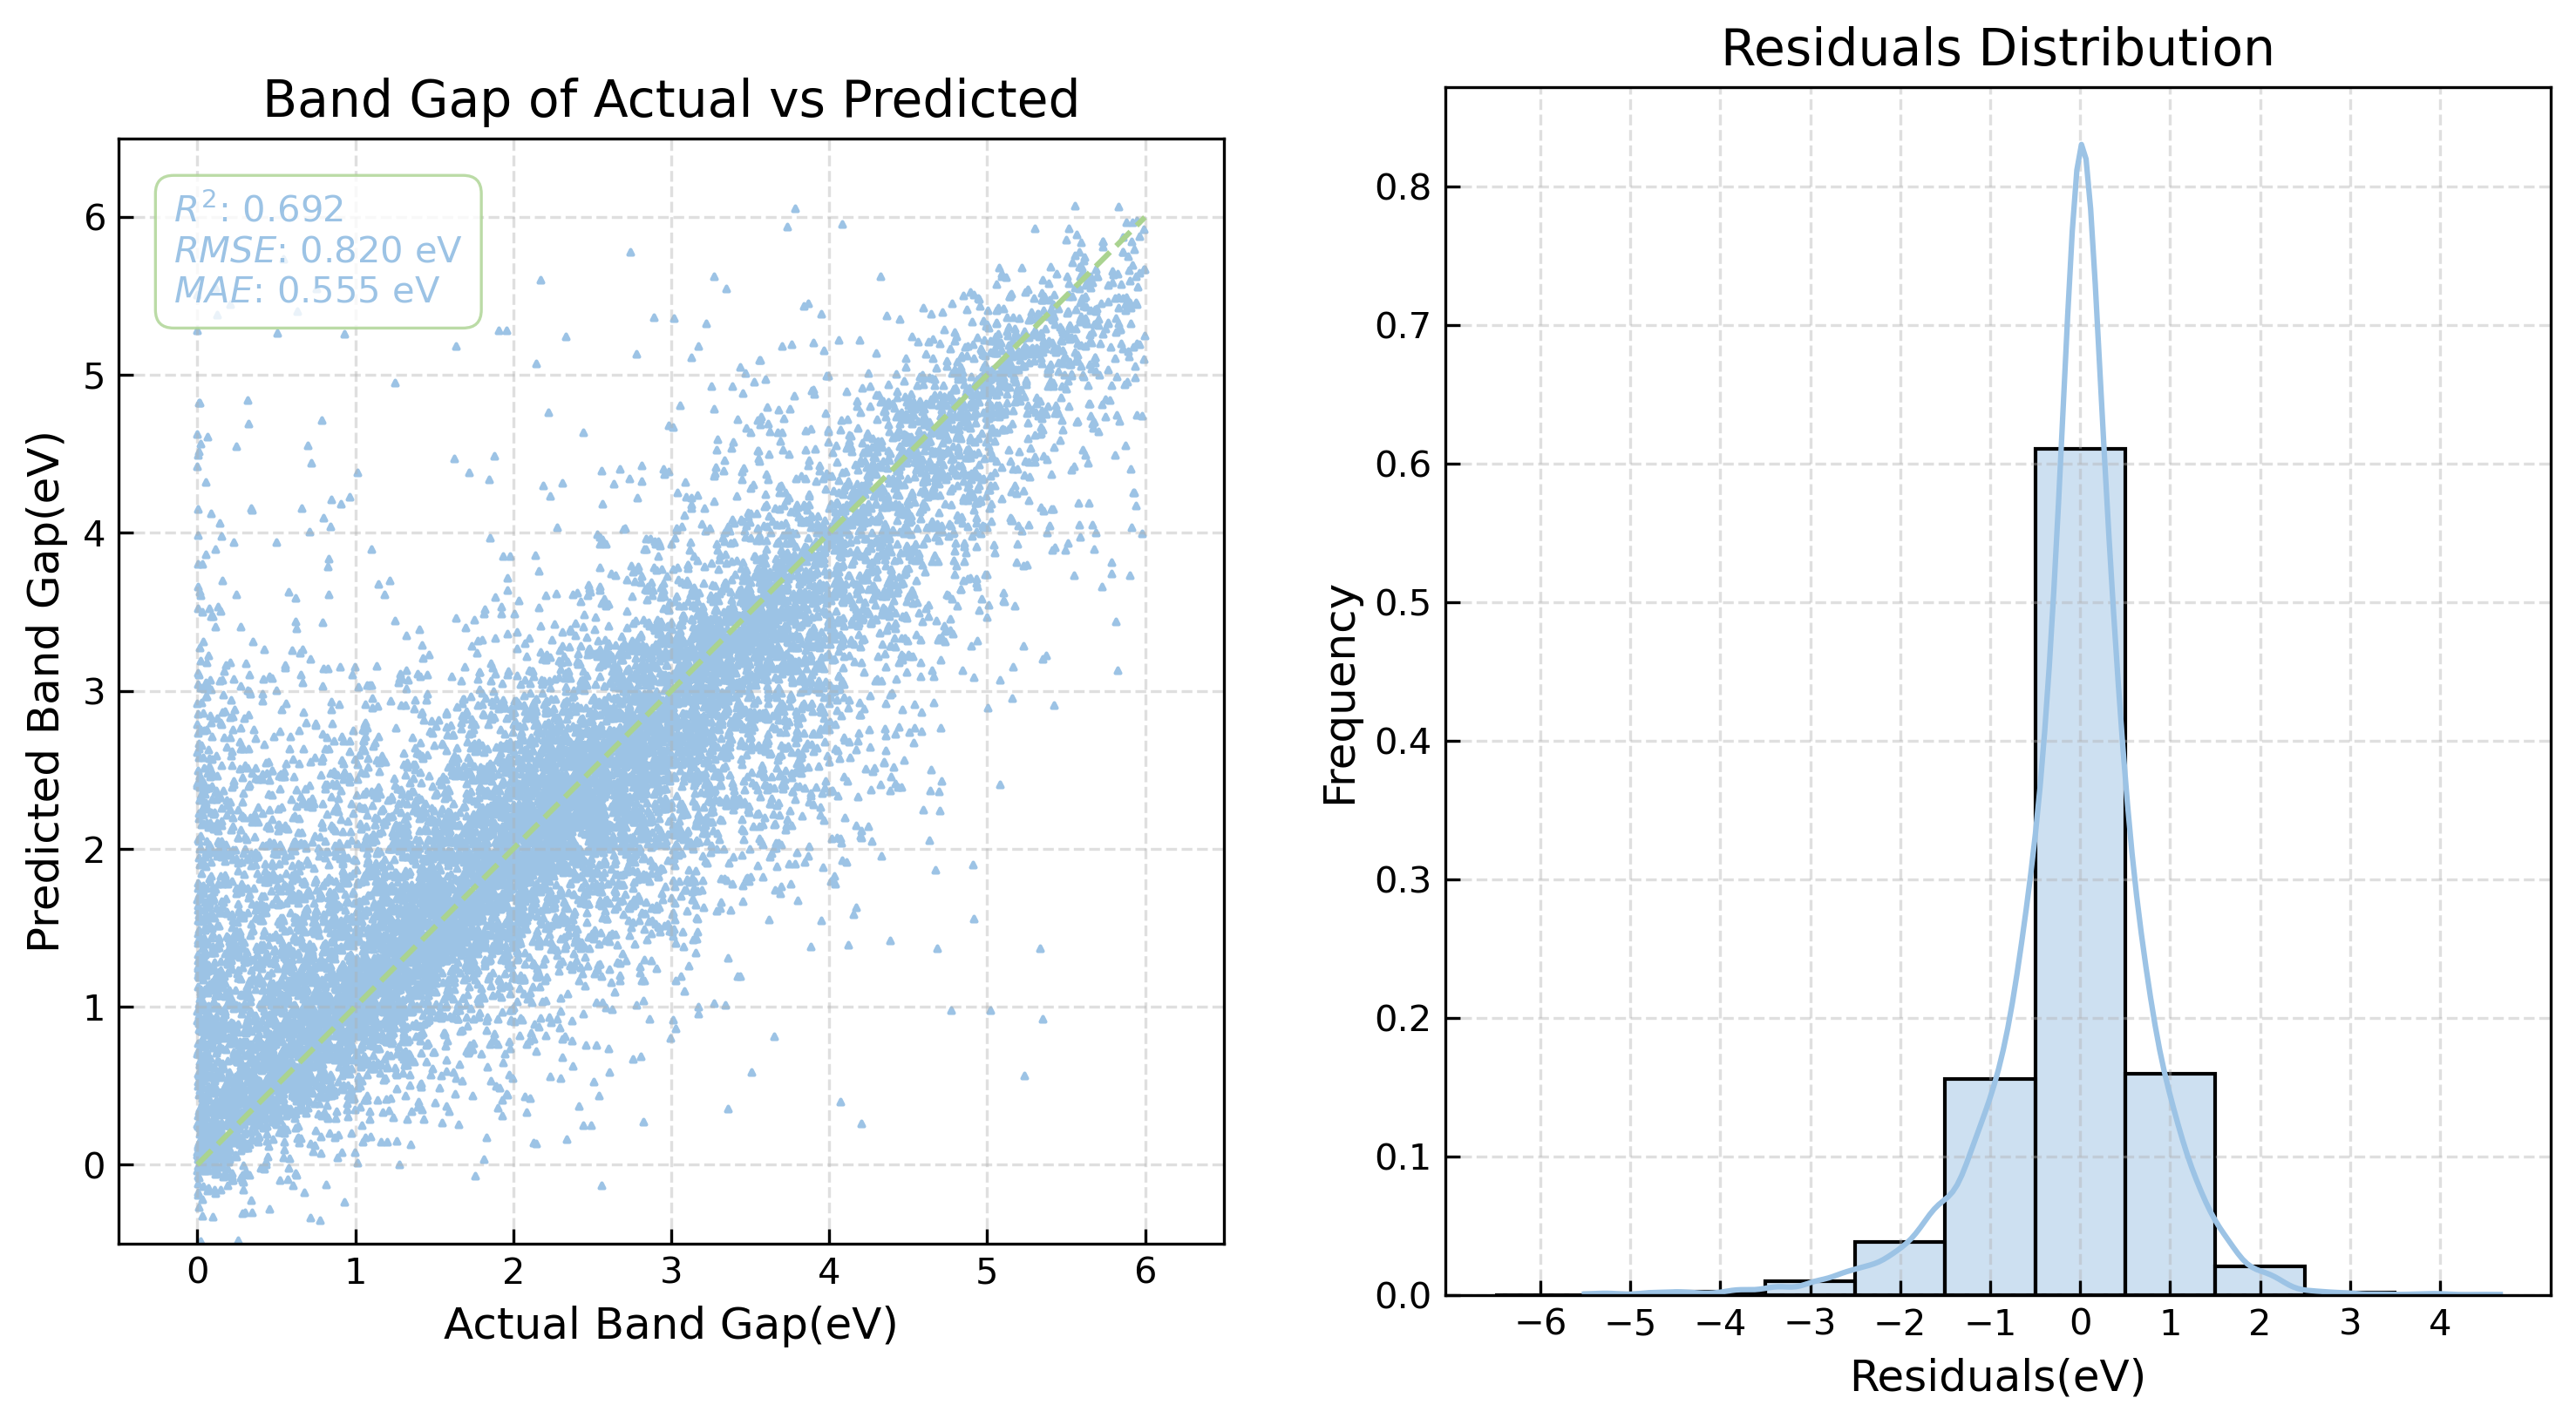 Band Gap of Actual vs Predicted
R²: 0.692
RMSE: 0.820 eV
MAE: 0.555 eV
Predicted Band Gap(eV)
6
5
4
3
2
1
0
0 1 2 3 4 5 6
Actual Band Gap(eV)
Residuals Distribution
Frequency
0.8
0.7
0.6
0.5
0.4
0.3
0.2
0.1
0.0
−6 −5 −4 −3 −2 −1 0 1 2 3 4
Residuals(eV)